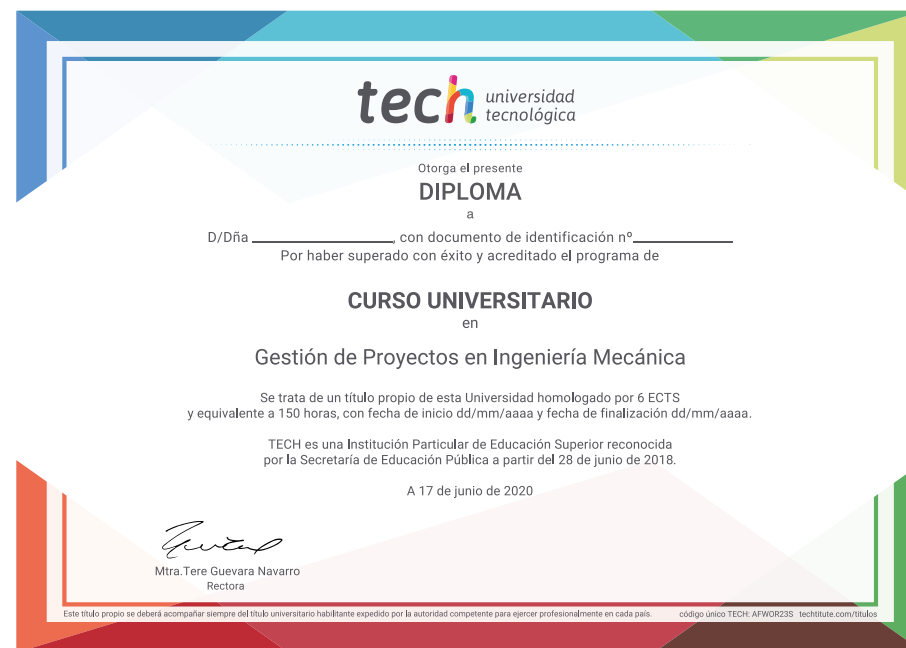 tech universidad
tecnológica
Otorga el presente
DIPLOMA
a
D/Dña ____________________, con documento de identificación nº______________
Por haber superado con éxito y acreditado el programa de
CURSO UNIVERSITARIO
en
Gestión de Proyectos en Ingeniería Mecánica
Se trata de un título propio de esta Universidad homologado por 6 ECTS
y equivalente a 150 horas, con fecha de inicio dd/mm/aaaa y fecha de finalización dd/mm/aaaa.
TECH es una Institución Particular de Educación Superior reconocida
por la Secretaría de Educación Pública a partir del 28 de junio de 2018.
A 17 de junio de 2020
Mtra.Tere Guevara Navarro
Rectora
Este título propio se deberá acompañar siempre del título universitario habilitante expedido por la autoridad competente para ejercer profesionalmente en cada país. código único TECH: AFWOR23S techtitute.com/titulos